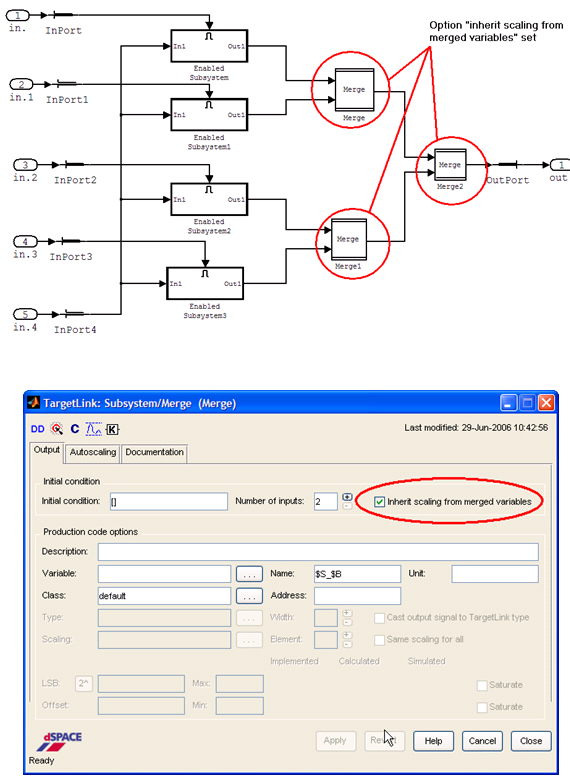 Option "inherit scaling from
merged variables" set
1
in.
InPort
In1
Out1
Enabled
Subsystem
2
in.1
InPort1
In1
Out1
Enabled
Subsystem1
Merge
Merge
3
in.2
InPort2
In1
Out1
Enabled
Subsystem2
Merge
Merge2
OutPort
1
out
4
in.3
InPort3
In1
Out1
Enabled
Subsystem3
Merge
Merge1
5
in.4
InPort4
TargetLink: Subsystem/Merge (Merge)
DD
C
K
Last modified: 29-Jun-2006 10:42:56
Output Autoscaling Documentation
Initial condition
Initial condition: [] Number of inputs: 2 Inherit scaling from merged variables
Production code options
Description:
Variable: ... Name: $S_$B Unit:
Class: default ... Address:
Type: ... Width: Cast output signal to TargetLink type
Scaling: ... Element: Same scaling for all
Implemented Calculated Simulated
LSB: 2^ Max: Saturate
Offset: Min: Saturate
dSPACE
Ready
Apply Help Cancel Close